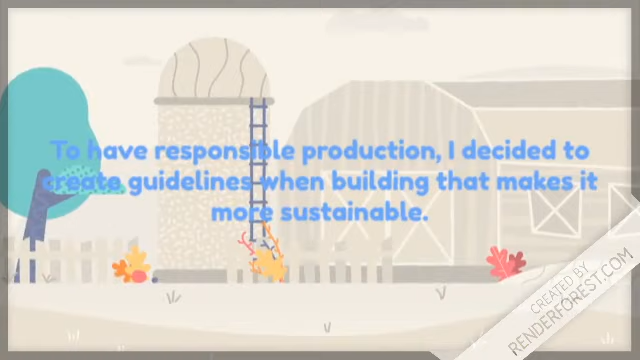 To have responsible production, I decided to
create guidelines when building that makes it
more sustainable.
CREATED BY
RENDERFOREST.COM